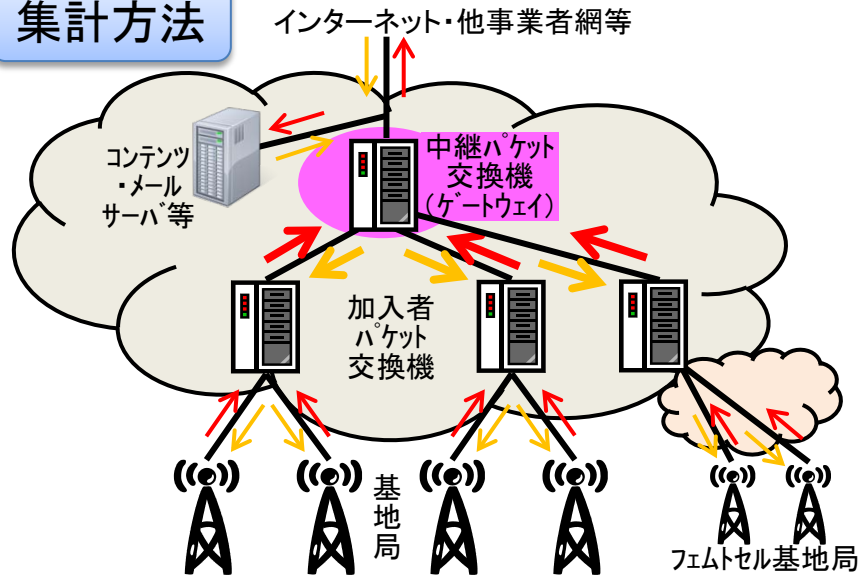 集計方法
インターネット・他事業者網等
コンテンツ
・メール
サーバ等
中継パケット
交換機
(ゲートウェイ)
加入者
パケット
交換機
基
地
局
フェムトセル基地局